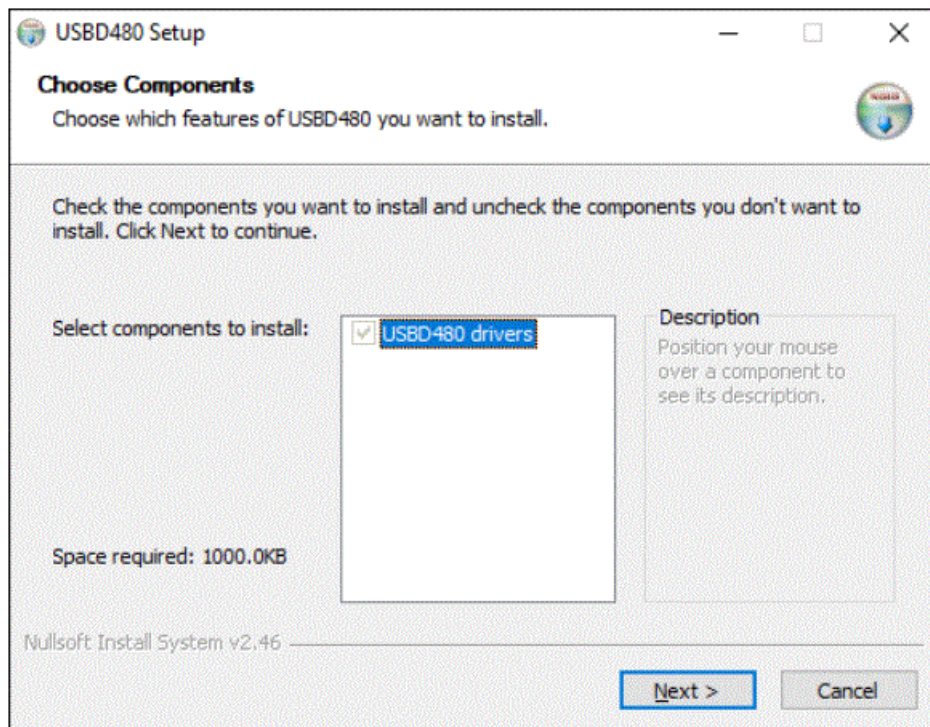 USBD480 Setup
Choose Components
Choose which features of USBD480 you want to install.
Check the components you want to install and uncheck the components you don't want to
install. Click Next to continue.
Select components to install:
USBD480 drivers
Description
Position your mouse
over a component to
see its description.
Space required: 1000.0KB
Nullsoft Install System v2.46
Next >
Cancel